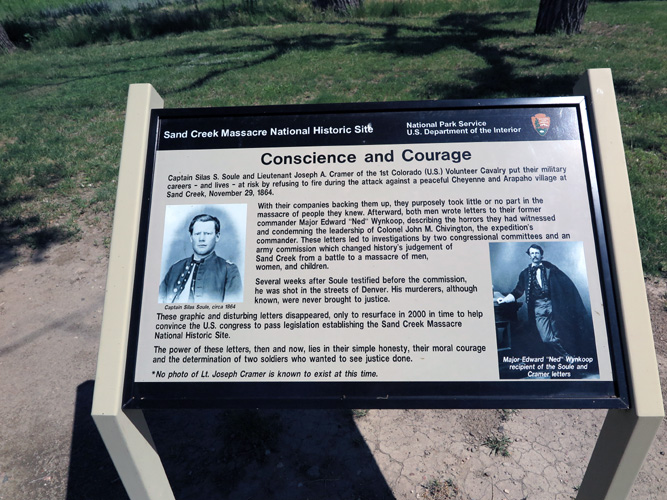 Sand Creek Massacre National Historic Site
National Park Service
U.S. Department of the Interior
Conscience and Courage
Captain Silas S. Soule and Lieutenant Joseph A. Cramer of the 1st Colorado (U.S.) Volunteer Cavalry put their military
careers - and lives - at risk by refusing to fire during the attack against a peaceful Cheyenne and Arapaho village at
Sand Creek, November 29, 1864.
With their companies backing them up, they purposely took little or no part in the
massacre of people they knew. Afterward, both men wrote letters to their former
commander Major Edward "Ned" Wynkoop, describing the horrors they had witnessed
and condemning the leadership of Colonel John M. Chivington, the expedition's
commander. These letters led to investigations by two congressional committees and an
army commission which changed history's judgement of
Sand Creek from a battle to a massacre of men,
women, and children.
Several weeks after Soule testified before the commission,
he was shot in the streets of Denver. His murderers, although
known, were never brought to justice.
Captain Silas Soule, circa 1864
These graphic and disturbing letters disappeared, only to resurface in 2000 in time to help
convince the U.S. congress to pass legislation establishing the Sand Creek Massacre
National Historic Site.
The power of these letters, then and now, lies in their simple honesty, their moral courage
and the determination of two soldiers who wanted to see justice done.
*No photo of Lt. Joseph Cramer is known to exist at this time.
Major Edward "Ned" Wynkoop
recipient of the Soule and
Cramer letters